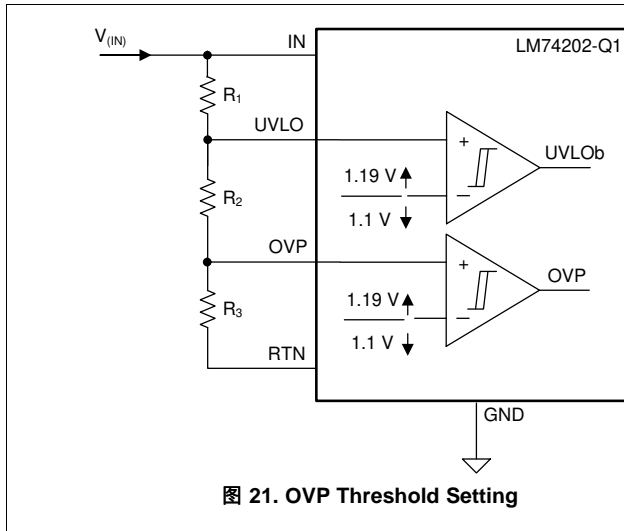 V(IN)
IN
LM74202-Q1
R1
UVLO
+
UVLOb
1.19 V
–
R2
1.1 V
OVP
+
OVP
1.19 V
–
R3
1.1 V
RTN
GND
图 21. OVP Threshold Setting